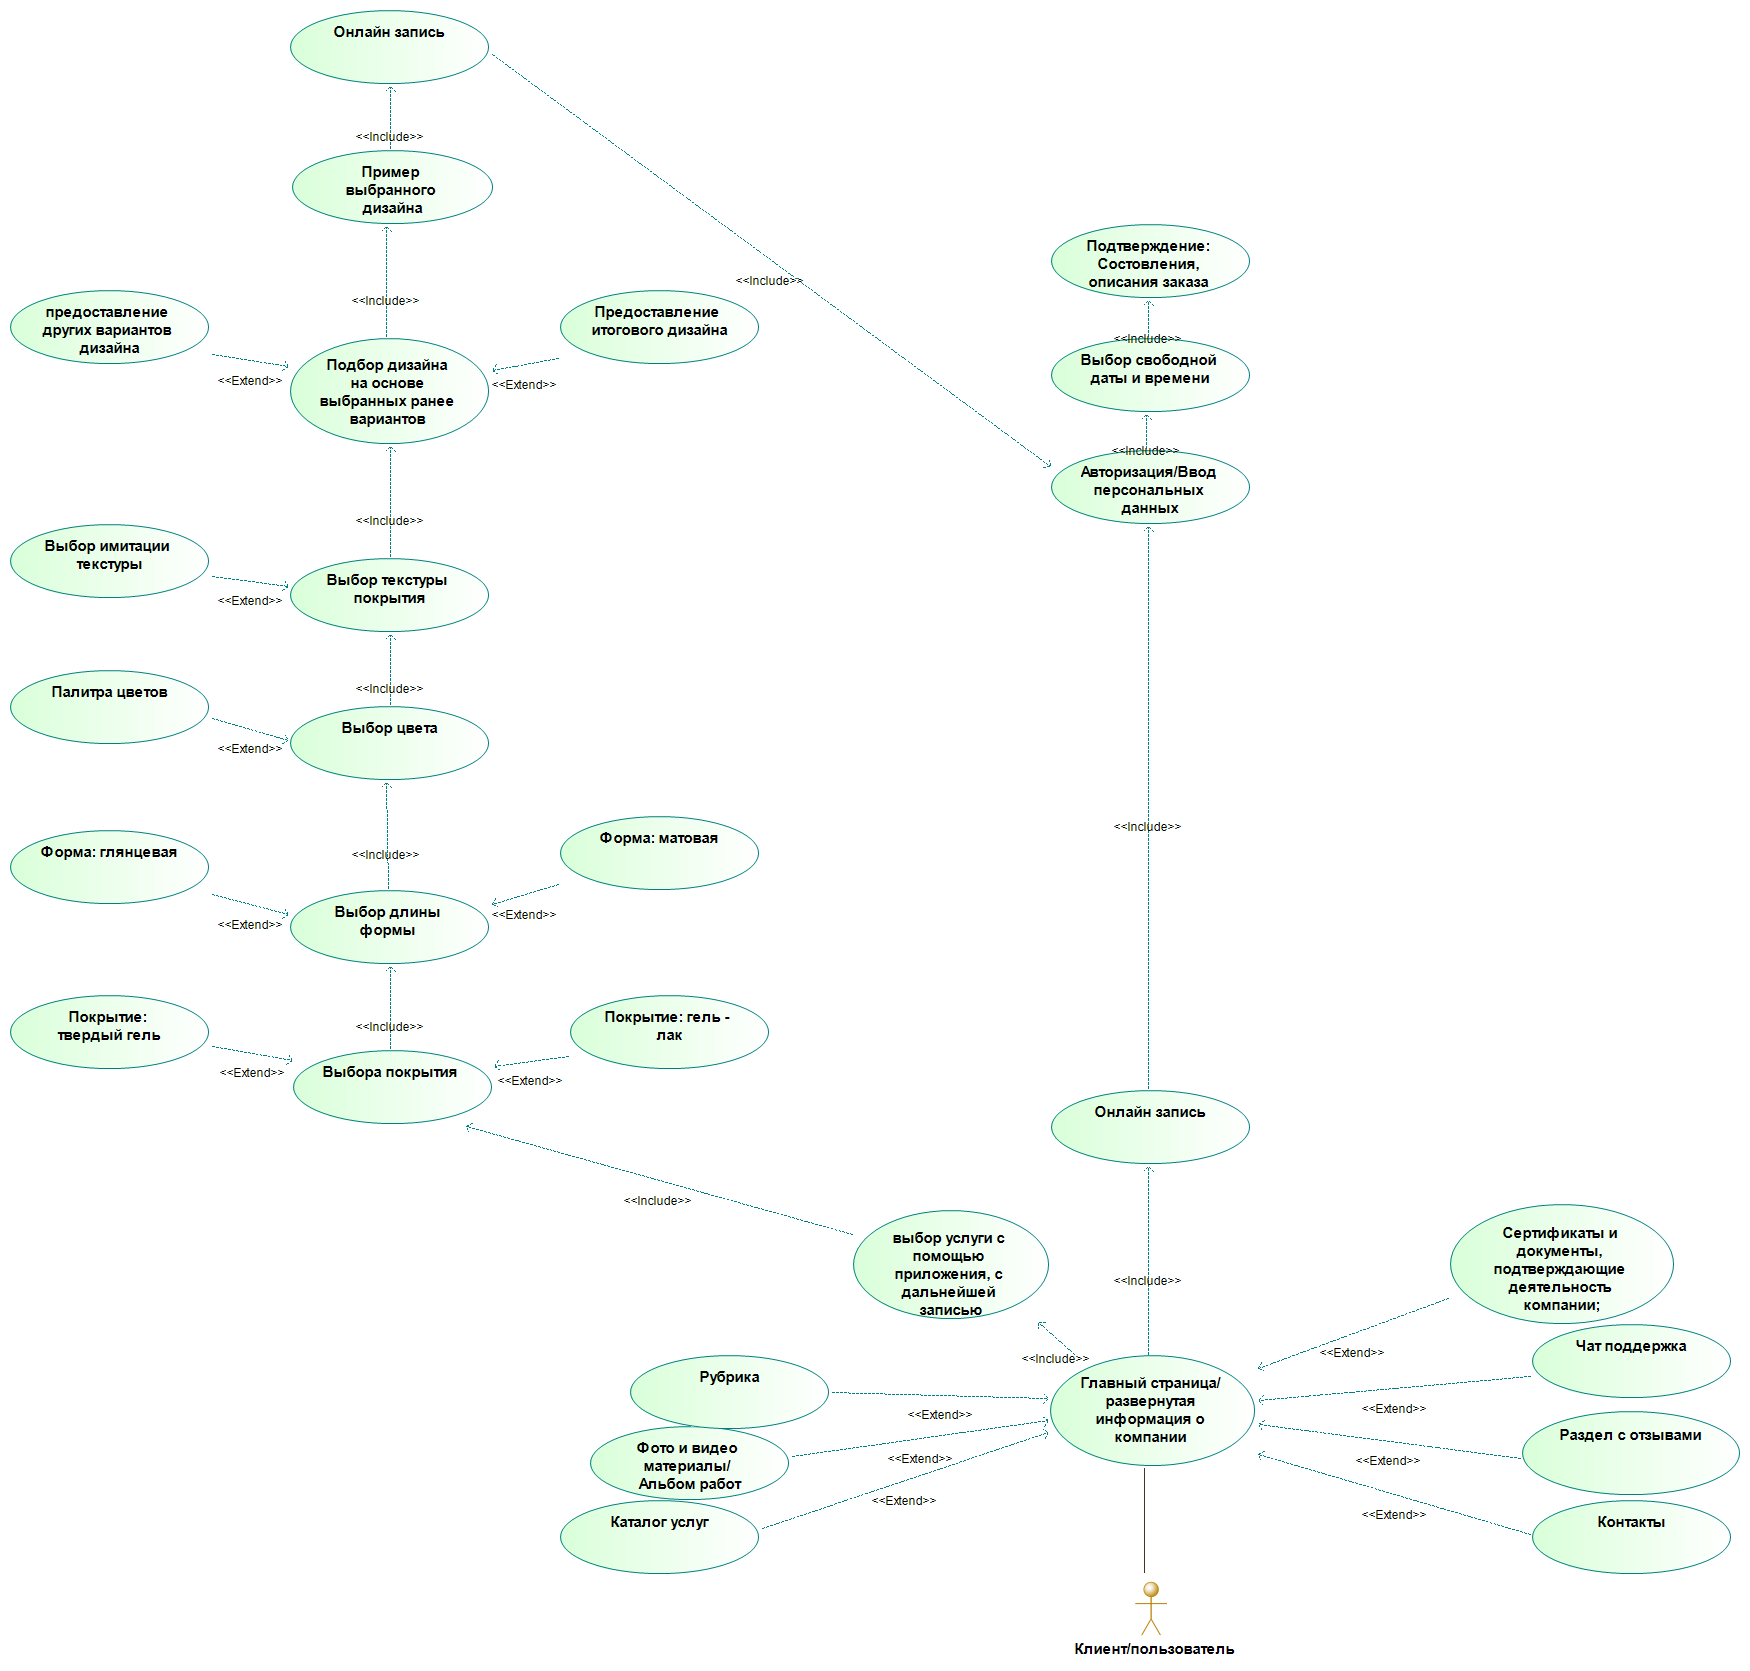 Онлайн запись
<<Include>>
Пример
выбранного
дизайна
<<Include>>
Подтверждение:
Состовления,
описания заказа
<<Include>>
предоставление
других вариантов
дизайна
Предоставление
итогового дизайна
<<Include>>
<<Extend>>
Подбор дизайна
на основе
выбранных ранее
вариантов
<<Extend>>
Выбор свободной
даты и времени
<<Include>>
Авторизация/Ввод
персональных
данных
<<Include>>
Выбор имитации
текстуры
<<Extend>>
Выбор текстуры
покрытия
<<Include>>
Палитра цветов
<<Extend>>
Выбор цвета
<<Include>>
<<Include>>
Форма: глянцевая
Форма: матовая
<<Extend>>
Выбор длины
формы
<<Extend>>
Покрытие:
твердый гель
<<Include>>
Покрытие: гель -
лак
<<Extend>>
Выбора покрытия
<<Extend>>
Онлайн запись
<<Include>>
выбор услуги с
помощью
приложения, с
дальнейшей
записью
<<Include>>
Сертификаты и
документы,
подтверждающие
деятельность
компании;
<<Include>>
<<Extend>>
Чат поддержка
Рубрика
Главный страница/
развернутая
информация о
компании
<<Extend>>
<<Extend>>
Фото и видео
материалы/
Альбом работ
<<Extend>>
Раздел с отзывами
<<Extend>>
Каталог услуг
<<Extend>>
Контакты
<<Extend>>
Клиент/пользователь